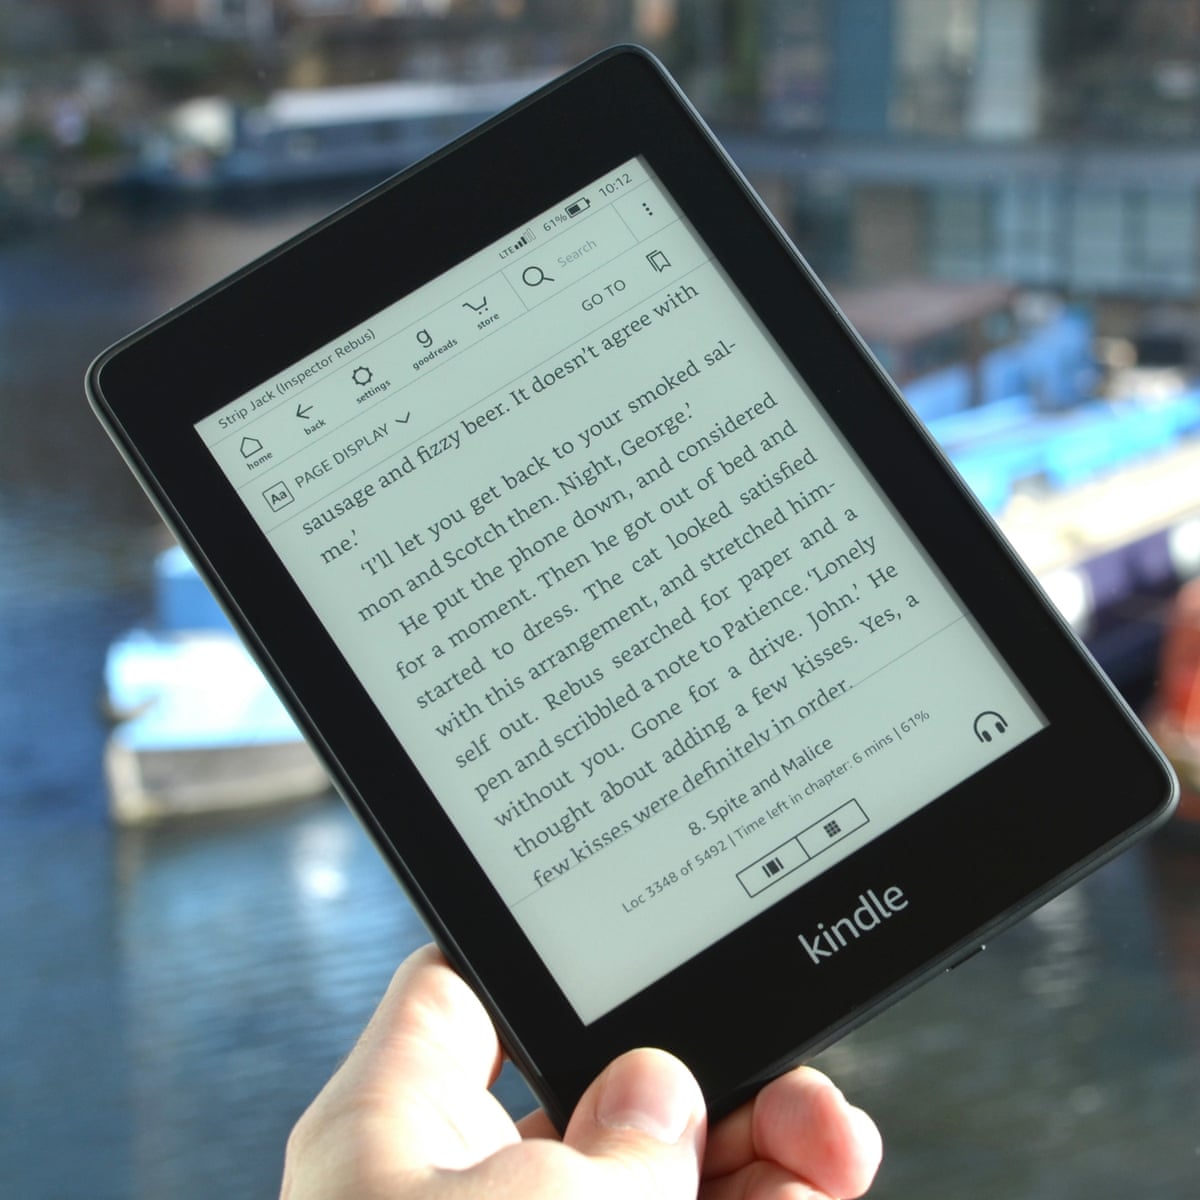 LTE 61% 10:12
Strip Jack (Inspector Rebus)
home back settings goodreads store Search
Aa PAGE DISPLAY GO TO
sausage and fizzy beer. It doesn’t agree with
me.’
‘I’ll let you get back to your smoked sal-
mon and Scotch then. Night, George.’
He put the phone down, and considered
for a moment. Then he got out of bed and
started to dress. The cat looked satisfied
with this arrangement, and stretched him-
self out. Rebus searched for paper and a
pen and scribbled a note to Patience. ‘Lonely
without you. Gone for a drive. John.’ He
thought about adding a few kisses. Yes, a
few kisses were definitely in order.
8. Spite and Malice
Loc 3348 of 5492 | Time left in chapter: 6 mins | 61%
kindle